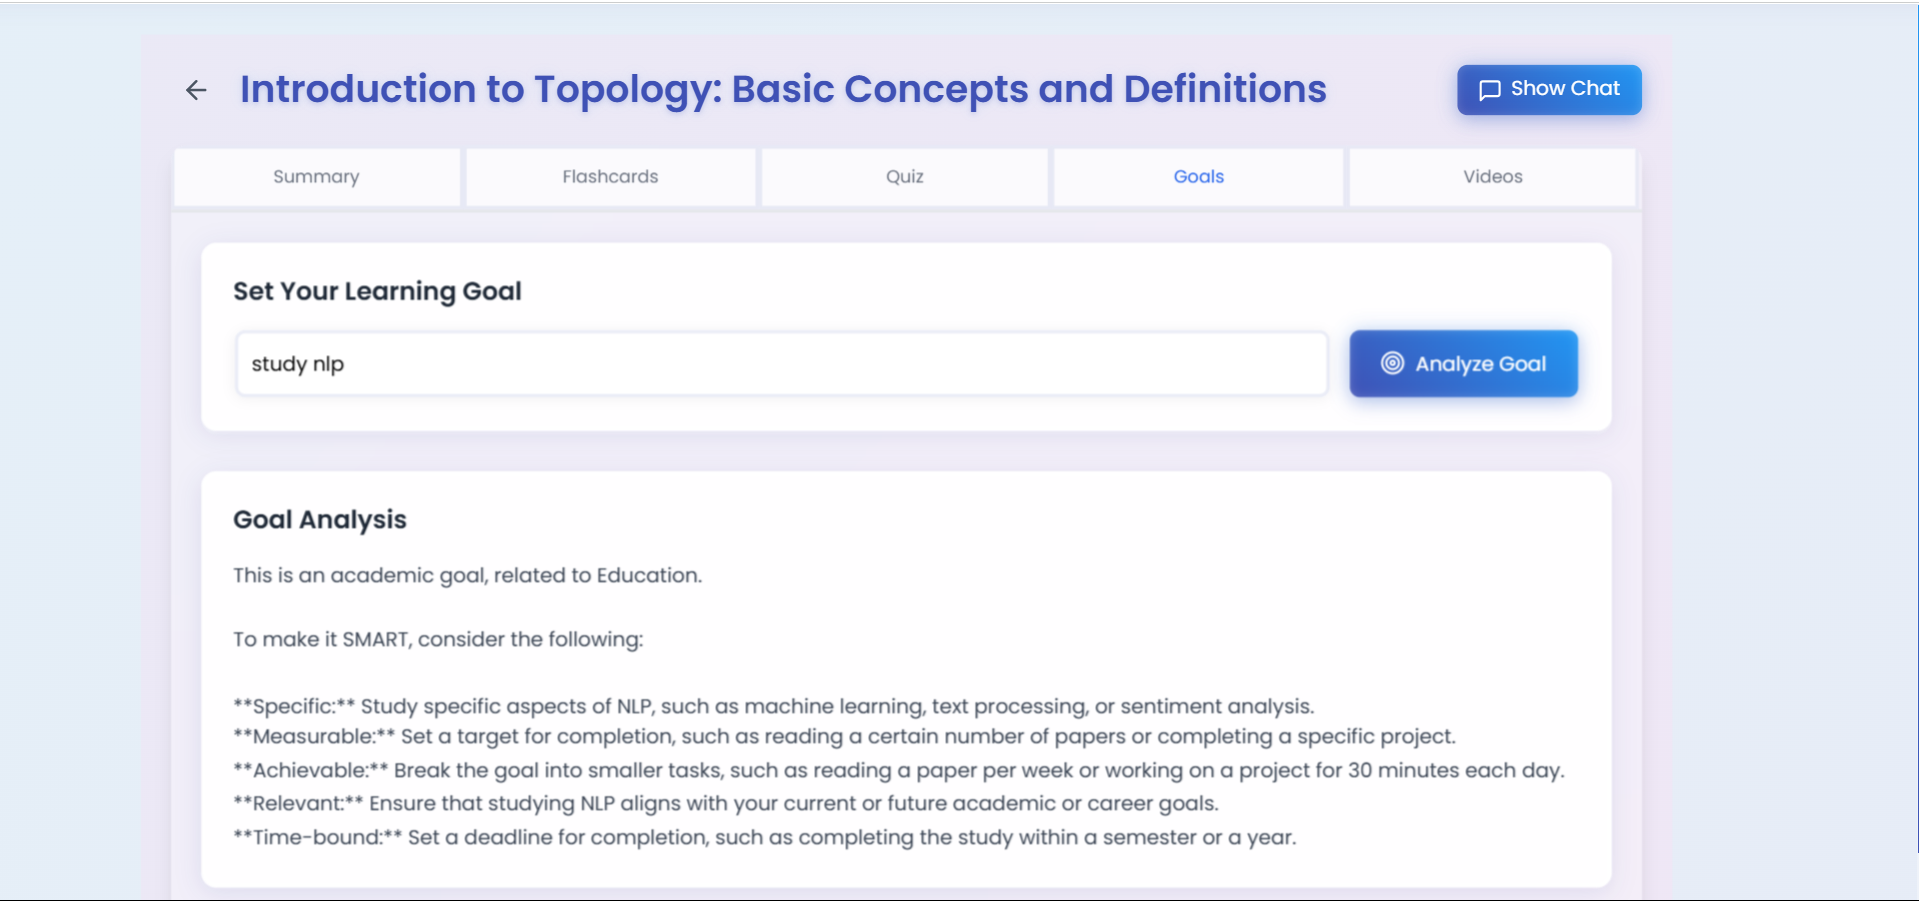 Introduction to Topology: Basic Concepts and Definitions
Show Chat
Summary
Flashcards
Quiz
Goals
Videos
Set Your Learning Goal
study nlp
Analyze Goal
Goal Analysis
This is an academic goal, related to Education.
To make it SMART, consider the following:
**Specific:** Study specific aspects of NLP, such as machine learning, text processing, or sentiment analysis.
**Measurable:** Set a target for completion, such as reading a certain number of papers or completing a specific project.
**Achievable:** Break the goal into smaller tasks, such as reading a paper per week or working on a project for 30 minutes each day.
**Relevant:** Ensure that studying NLP aligns with your current or future academic or career goals.
**Time-bound:** Set a deadline for completion, such as completing the study within a semester or a year.